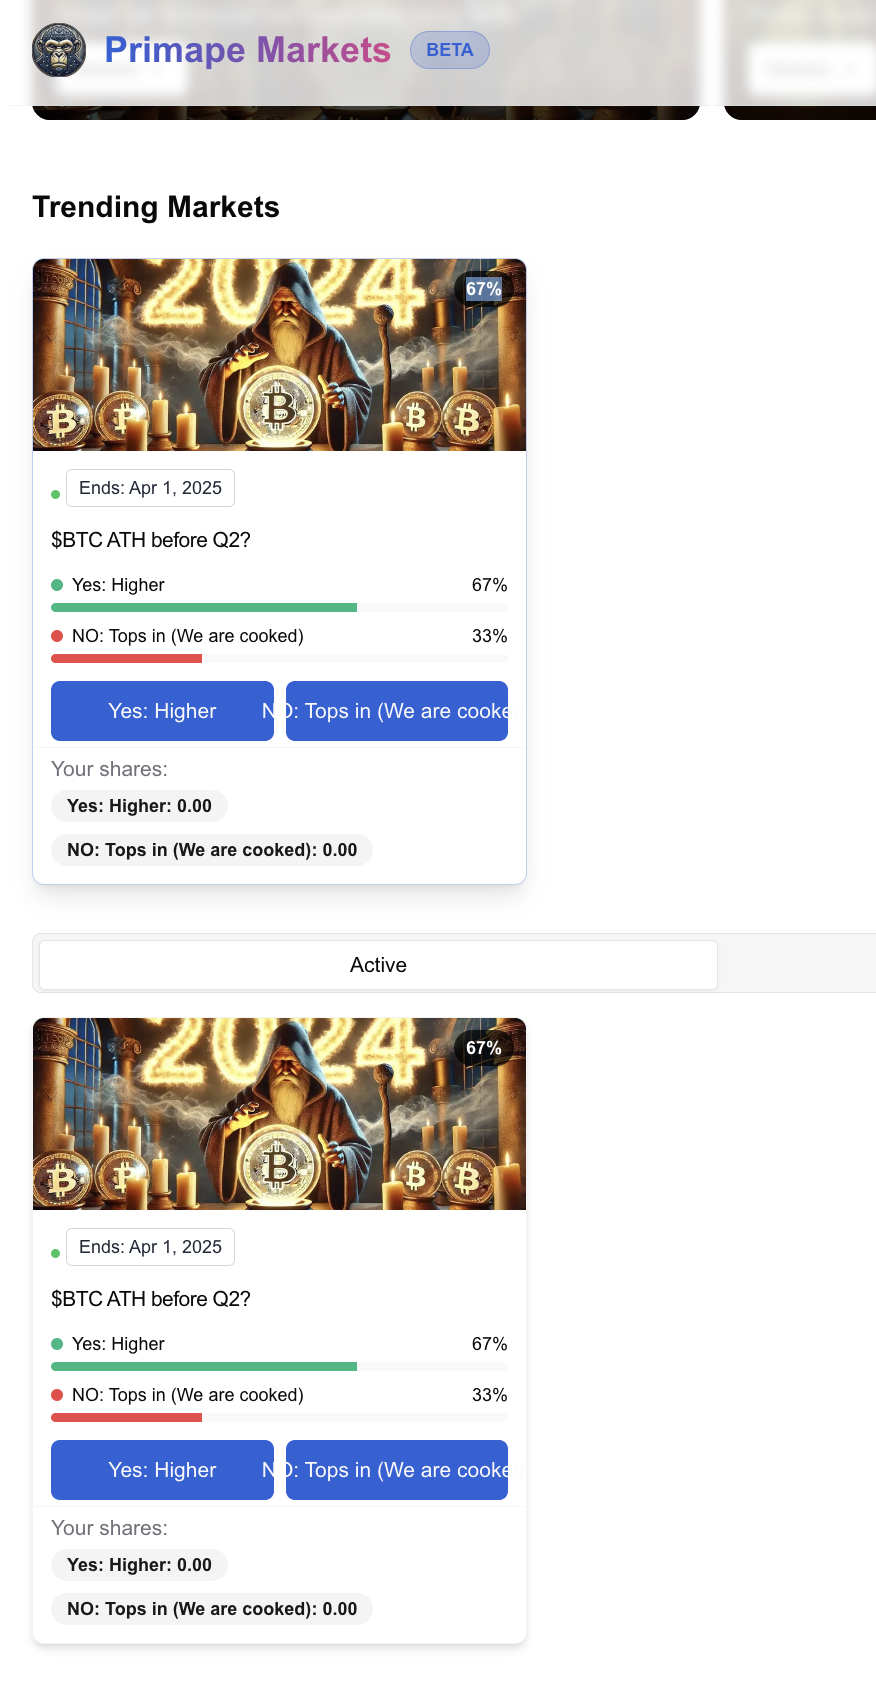 Primape Markets BETA
Trending Markets
2024
67%
Ends: Apr 1, 2025
$BTC ATH before Q2?
Yes: Higher 67%
NO: Tops in (We are cooked) 33%
Yes: Higher NO: Tops in (We are cooke
Your shares:
Yes: Higher: 0.00
NO: Tops in (We are cooked): 0.00
Active
2024
67%
Ends: Apr 1, 2025
$BTC ATH before Q2?
Yes: Higher 67%
NO: Tops in (We are cooked) 33%
Yes: Higher NO: Tops in (We are cooke
Your shares:
Yes: Higher: 0.00
NO: Tops in (We are cooked): 0.00